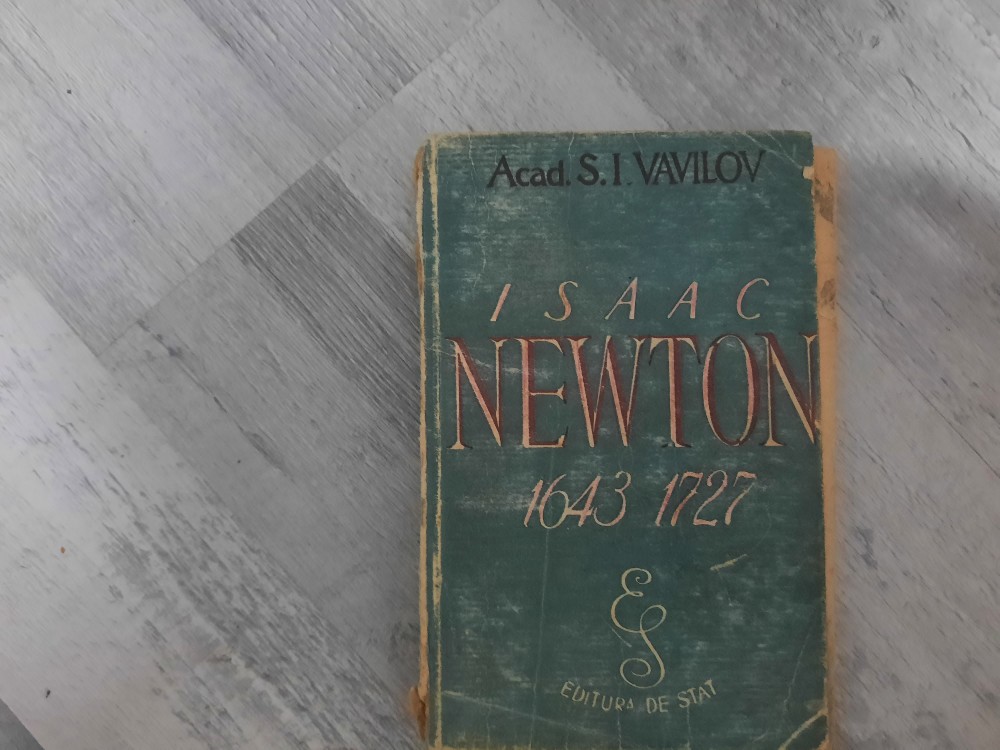 Acad. S. I. VAVILOV
ISAAC
NEWTON
1643 1727
ES
EDITURA DE STAT